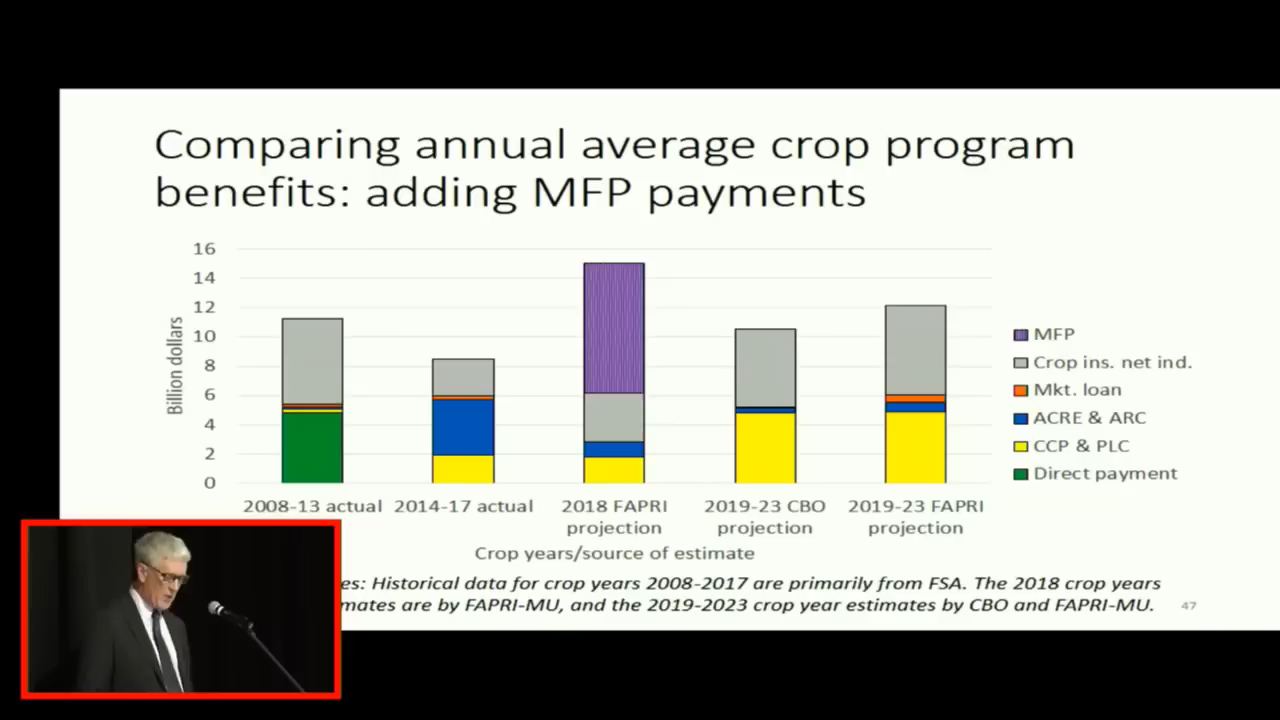 Comparing annual average crop program
benefits: adding MFP payments
16
14
12
10
8
6
4
2
0
Billion dollars
2008-13 actual
2014-17 actual
2018 FAPRI
projection
2019-23 CBO
projection
2019-23 FAPRI
projection
Crop years/source of estimate
MFP
Crop ins. net ind.
Mkt. loan
ACRE & ARC
CCP & PLC
Direct payment
Historical data for crop years 2008-2017 are primarily from FSA. The 2018 crop years
are by FAPRI-MU, and the 2019-2023 crop year estimates by CBO and FAPRI-MU.
47